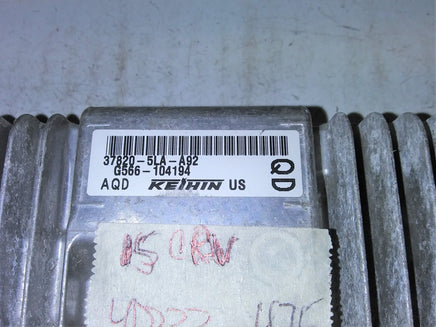 37820-5LA-A92
G566-104194
AQD KEIHIN US
QD
15 CRV